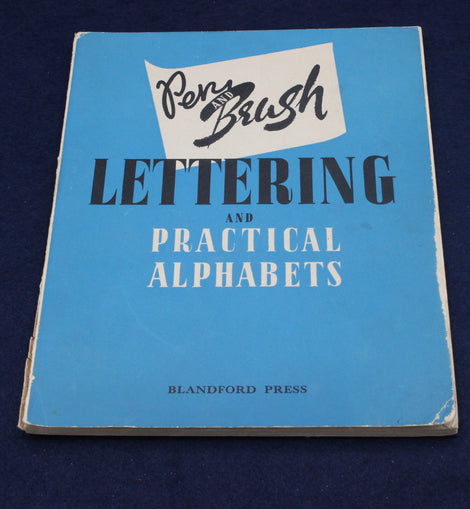 Pen
AND
Brush
LETTERING
AND
PRACTICAL
ALPHABETS
BLANDFORD PRESS